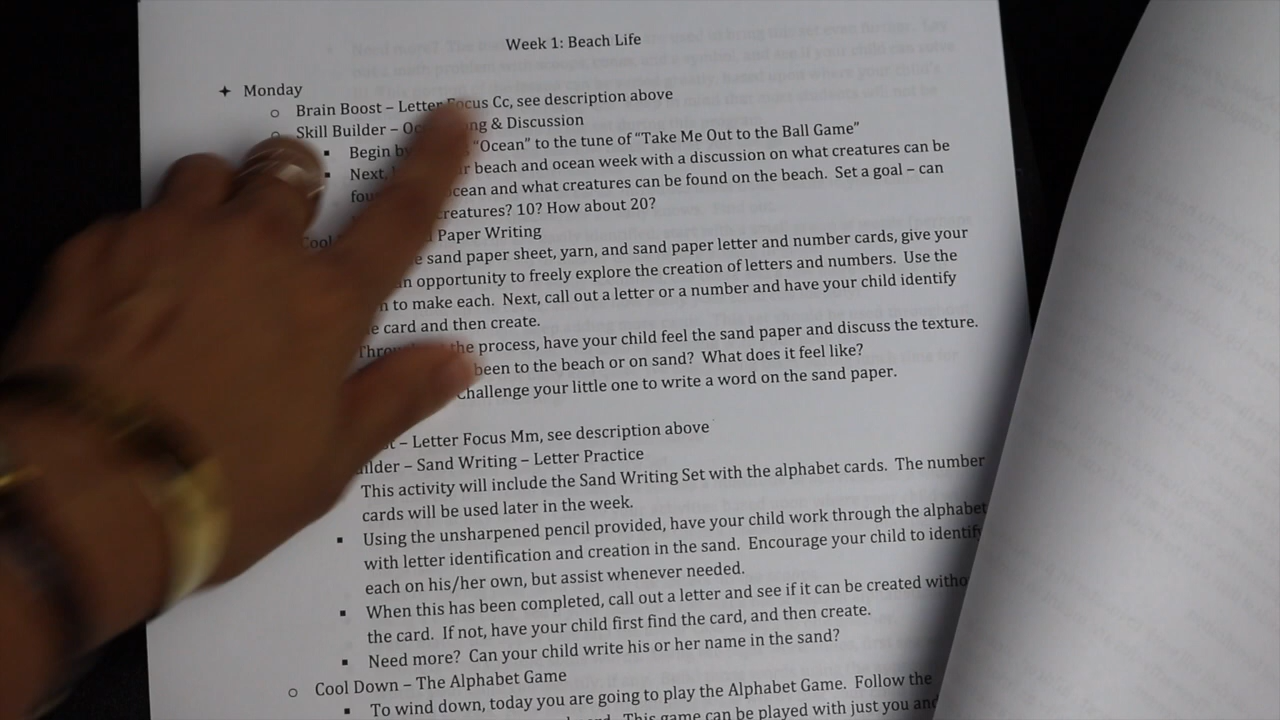 Week 1: Beach Life
Monday
Brain Boost – Letter Focus Cc, see description above
Skill Builder – & Discussion
Begin "Ocean" to the tune of "Take Me Out to the Ball Game"
Next, beach and ocean week with a discussion on what creatures can be
ocean and what creatures can be found on the beach. Set a goal – can
creatures? 10? How about 20?
Cool Paper Writing
sand paper sheet, yarn, and sand paper letter and number cards, give your
an opportunity to freely explore the creation of letters and numbers. Use the
to make each. Next, call out a letter or a number and have your child identify
card and then create.
the process, have your child feel the sand paper and discuss the texture.
been to the beach or on sand? What does it feel like?
Challenge your little one to write a word on the sand paper.
– Letter Focus Mm, see description above
– Sand Writing – Letter Practice
This activity will include the Sand Writing Set with the alphabet cards. The number
cards will be used later in the week.
Using the unsharpened pencil provided, have your child work through the alphabet
with letter identification and creation in the sand. Encourage your child to identify
each on his/her own, but assist whenever needed.
When this has been completed, call out a letter and see if it can be created
the card. If not, have your child first find the card, and then create.
Need more? Can your child write his or her name in the sand?
Cool Down – The Alphabet Game
To wind down, today you are going to play the Alphabet Game. Follow the
This game can be played with just you and